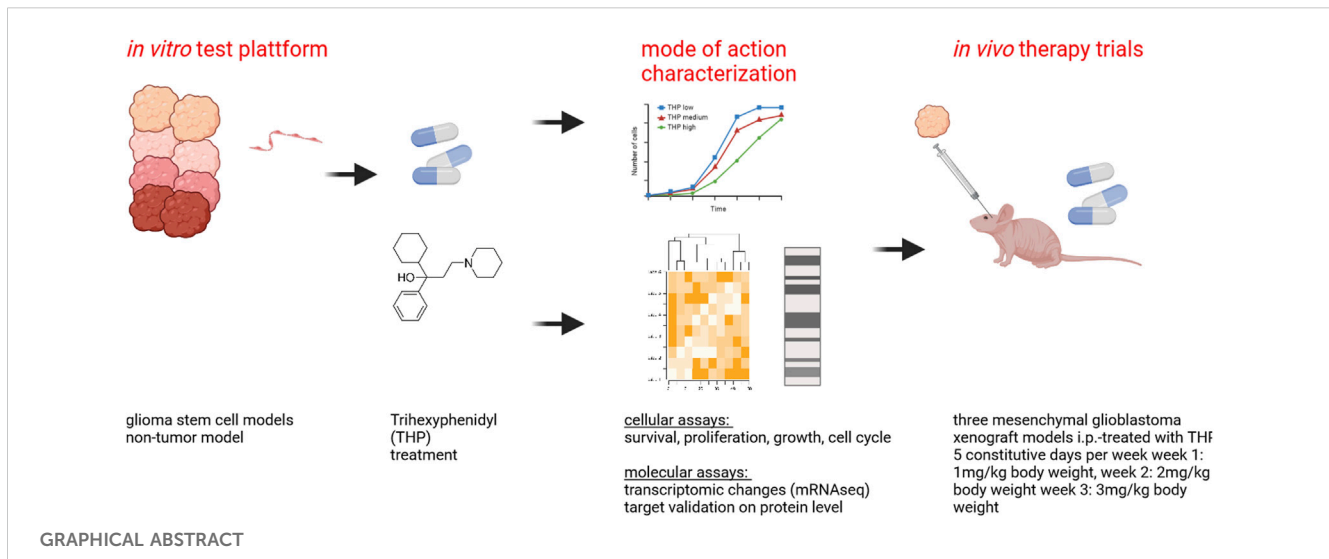 in vitro test plattform
mode of action
characterization
in vivo therapy trials
THP low
THP medium
THP high
Number of cells
Time
HO
N
glioma stem cell models
non-tumor model
Trihexyphenidyl
(THP)
treatment
cellular assays:
survival, proliferation, growth, cell cycle
molecular assays:
transcriptomic changes (mRNAseq)
target validation on protein level
three mesenchymal glioblastoma
xenograft models i.p.-treated with THP
5 constitutive days per week week 1:
1mg/kg body weight, week 2: 2mg/kg
body weight week 3: 3mg/kg body
weight
GRAPHICAL ABSTRACT